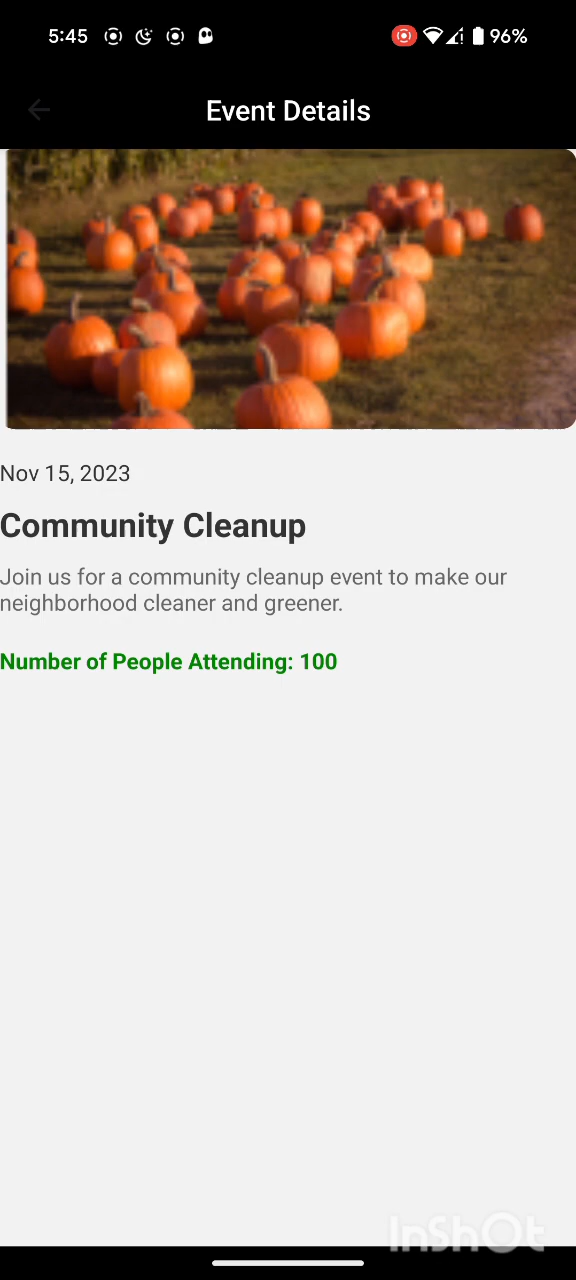 5:45
96%
Event Details
Nov 15, 2023
Community Cleanup
Join us for a community cleanup event to make our
neighborhood cleaner and greener.
Number of People Attending: 100
InShOt